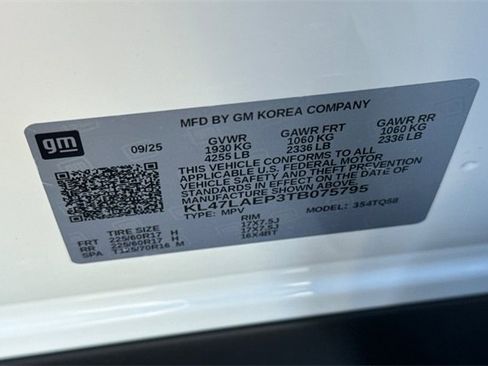 MFD BY GM KOREA COMPANY
gm
09/25
GVWR GAWR FRT GAWR RR
1930 KG 1060 KG 1060 KG
4255 LB 2336 LB 2336 LB
THIS VEHICLE CONFORMS TO ALL
APPLICABLE U.S. FEDERAL MOTOR
VEHICLE SAFETY AND THEFT PREVENTION
STANDARDS IN EFFECT ON THE DATE OF
MANUFACTURE SHOWN ABOVE.
KL47LAEP3TB075795
TYPE: MPV MODEL: 354TQ58
TIRE SIZE RIM
FRT 225/60R17 H 17X7.5J
RR 225/60R17 H 17X7.5J
SPA T125/70R16 M 16X4BT